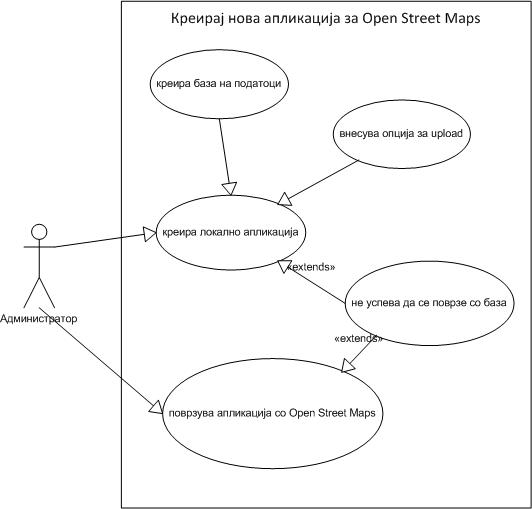 Креирај нова апликација за Open Street Maps
креира база на податоци
внесува опција за upload
креира локално апликација
«extends»
не успева да се поврзе со база
Администратор
«extends»
поврзува апликација со Open Street Maps